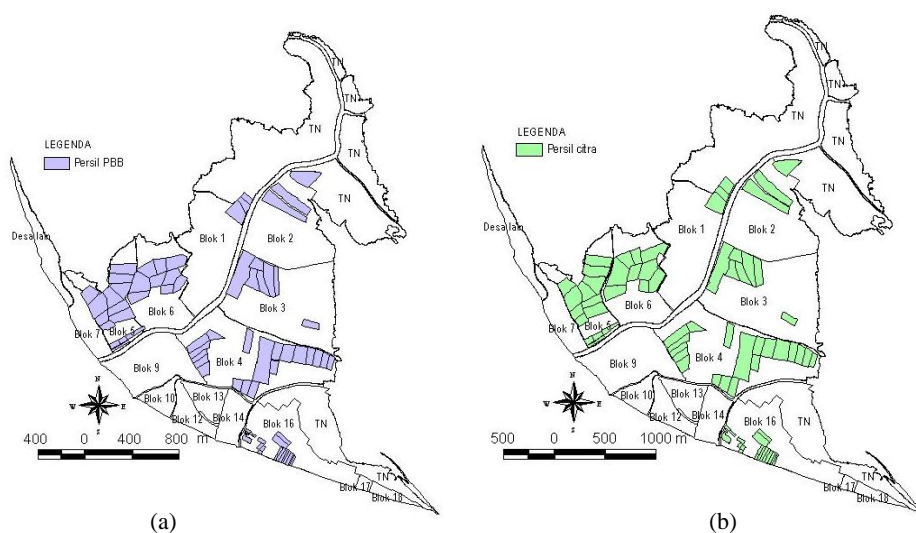 LEGENDA
Persil PBB
TN
TN
TN
TN
Desa lain
Blok 1
Blok 2
Blok 3
Blok 6
Blok 7
Blok 5
Blok 4
Blok 9
Blok 10
Blok 13
Blok 12
Blok 14
Blok 16
TN
TN
Blok 17
Blok 18
N
W
E
S
400 0 400 800 m
(a)
LEGENDA
Persil citra
TN
TN
TN
TN
Desa lain
Blok 1
Blok 2
Blok 3
Blok 6
Blok 7
Blok 5
Blok 4
Blok 9
Blok 10
Blok 13
Blok 12
Blok 14
Blok 16
TN
TN
Blok 17
Blok 18
N
W
E
S
500 0 500 1000 m
(b)